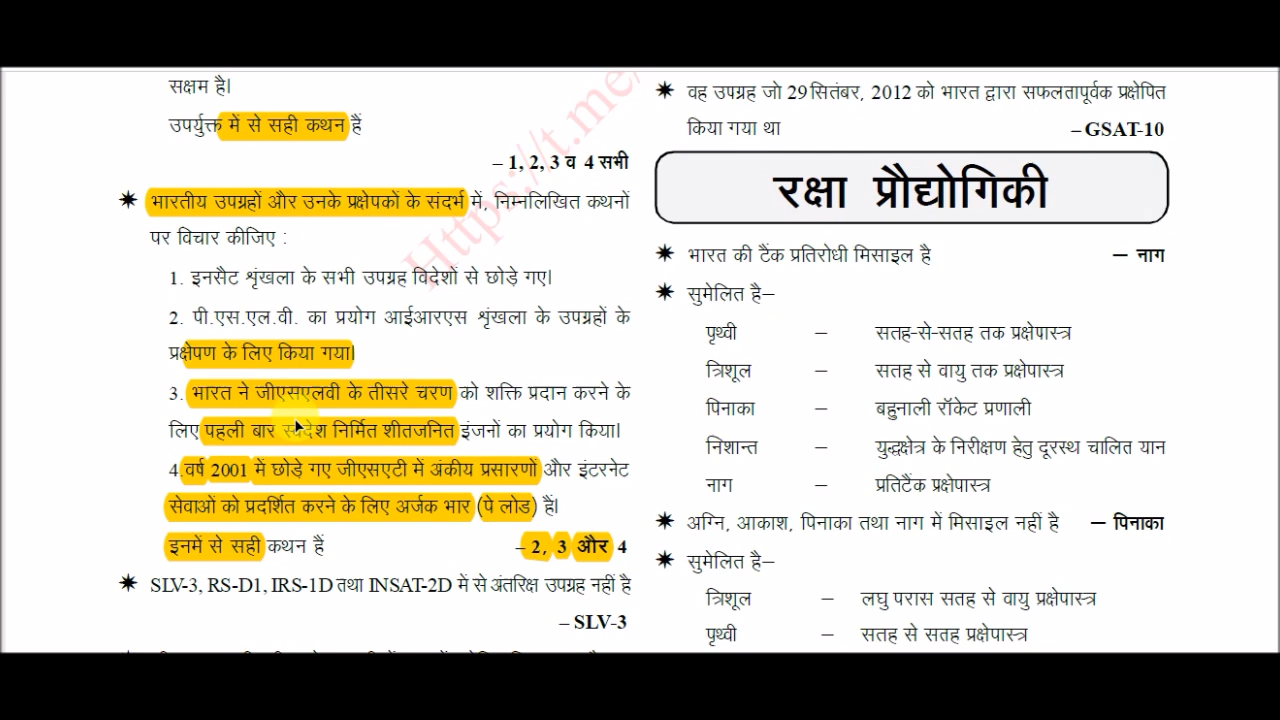 सक्षम है।
उपर्युक्त में से सही कथन हैं
– 1, 2, 3 व 4 सभी
✷ भारतीय उपग्रहों और उनके प्रक्षेपकों के संदर्भ में, निम्नलिखित कथनों
पर विचार कीजिए :
1. इनसैट शृंखला के सभी उपग्रह विदेशों से छोड़े गए।
2. पी.एस.एल.वी. का प्रयोग आईआरएस शृंखला के उपग्रहों के
प्रक्षेपण के लिए किया गया।
3. भारत ने जीएसएलवी के तीसरे चरण को शक्ति प्रदान करने के
लिए पहली बार स्वदेश निर्मित शीतजनित इंजनों का प्रयोग किया।
4. वर्ष 2001 में छोड़े गए जीएसएटी में अंकीय प्रसारणों और इंटरनेट
सेवाओं को प्रदर्शित करने के लिए अर्जक भार (पे लोड) हैं।
इनमें से सही कथन हैं – 2, 3 और 4
✷ SLV-3, RS-D1, IRS-1D तथा INSAT-2D में से अंतरिक्ष उपग्रह नहीं है
– SLV-3
Https://t.me/
✷ वह उपग्रह जो 29 सितंबर, 2012 को भारत द्वारा सफलतापूर्वक प्रक्षेपित
किया गया था – GSAT-10
रक्षा प्रौद्योगिकी
✷ भारत की टैंक प्रतिरोधी मिसाइल है – नाग
✷ सुमेलित है–
पृथ्वी – सतह-से-सतह तक प्रक्षेपास्त्र
त्रिशूल – सतह से वायु तक प्रक्षेपास्त्र
पिनाका – बहुनाली रॉकेट प्रणाली
निशान्त – युद्धक्षेत्र के निरीक्षण हेतु दूरस्थ चालित यान
नाग – प्रतिटैंक प्रक्षेपास्त्र
✷ अग्नि, आकाश, पिनाका तथा नाग में मिसाइल नहीं है – पिनाका
✷ सुमेलित है–
त्रिशूल – लघु परास सतह से वायु प्रक्षेपास्त्र
पृथ्वी – सतह से सतह प्रक्षेपास्त्र